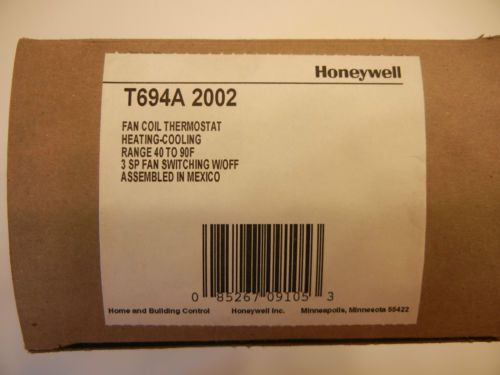 Honeywell
T694A 2002
FAN COIL THERMOSTAT
HEATING-COOLING
RANGE 40 TO 90F
3 SP FAN SWITCHING W/OFF
ASSEMBLED IN MEXICO
0 85267 09105 3
Home and Building Control Honeywell Inc. Minneapolis, Minnesota 55422